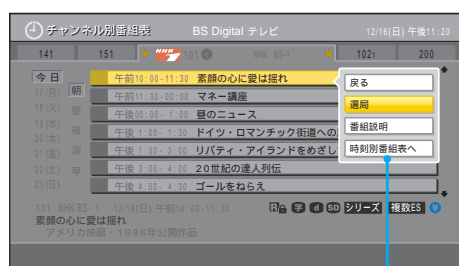 チャンネル別番組表 BS Digital テレビ 12/16(日) 午後11:20
141 151 NHK 101 NHK BS-1 1021 200
今日 朝 午前10:00-11:30 素顔の心に愛は揺れ 戻る
17(月) 午前11:30-00:00 マネー講座 選局
18(火) 昼 午後00:00- 1:00 昼のニュース 番組説明
19(水) 夜 午後 1:00- 1:30 ドイツ・ロマンチック街道への 時刻別番組表へ
20(木)
21(金) 深 午後 1:30- 3:00 リバティ・アイランドをめざし
22(土) 早 午後 3:00- 4:00 20世紀の達人列伝
23(日) 午後 4:00- 4:30 ゴールをねらえ
101 NHK BS-1 12/16(日) 午前10:00-11:30 字 d SD シリーズ 複数ES ¥
素顔の心に愛は揺れ
アメリカ映画・1996年公開作品